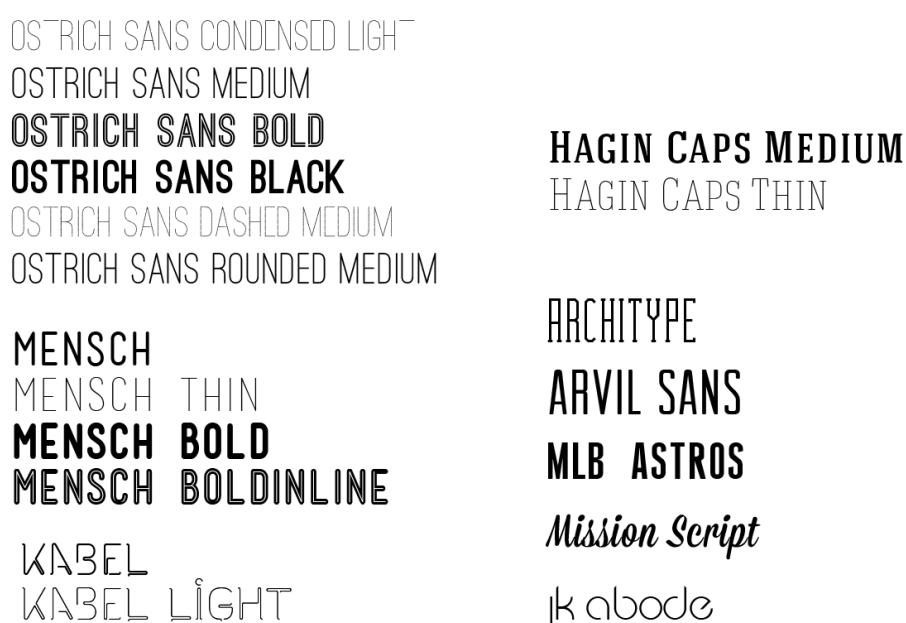 OSTRICH SANS CONDENSED LIGHT
OSTRICH SANS MEDIUM
OSTRICH SANS BOLD
OSTRICH SANS BLACK
OSTRICH SANS DASHED MEDIUM
OSTRICH SANS ROUNDED MEDIUM
MENSCH
MENSCH THIN
MENSCH BOLD
MENSCH BOLDINLINE
KABEL
KABEL LIGHT
HAGIN CAPS MEDIUM
HAGIN CAPS THIN
ARCHITYPE
ARVIL SANS
MLB ASTROS
Mission Script
jk abode